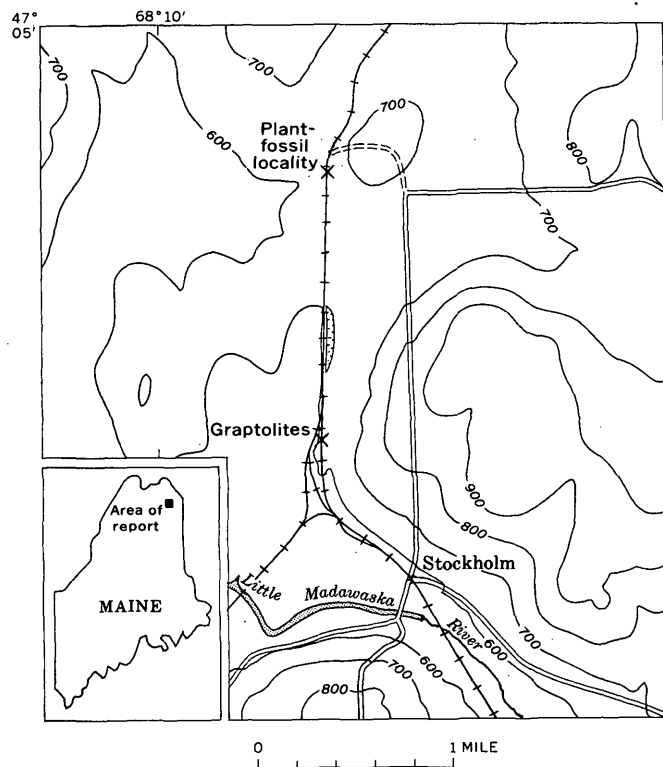 47°
05'
68°10'
700
700
700
600
Plant-
fossil
locality
800
700
Graptolites
900
800
Area of
report
MAINE
Stockholm
Little Madawaska River
700
600
600
700
800
0 1 MILE